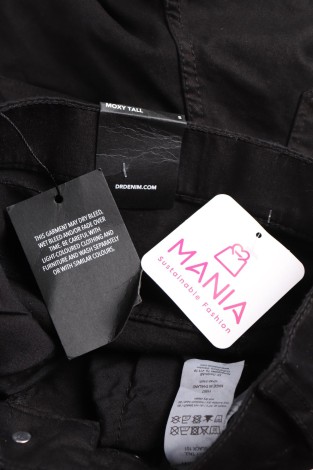 MOXY TALL
S
DRDENIM.COM
THIS GARMENT MAY DRY BLEED,
WET BLEED AND/OR FADE OVER
TIME. BE CAREFUL WITH
LIGHT COLOURED CLOTHING AND
FURNITURE AND WASH SEPARATELY
OR WITH SIMILAR COLOURS.
MANIA
Sustainable Fashion